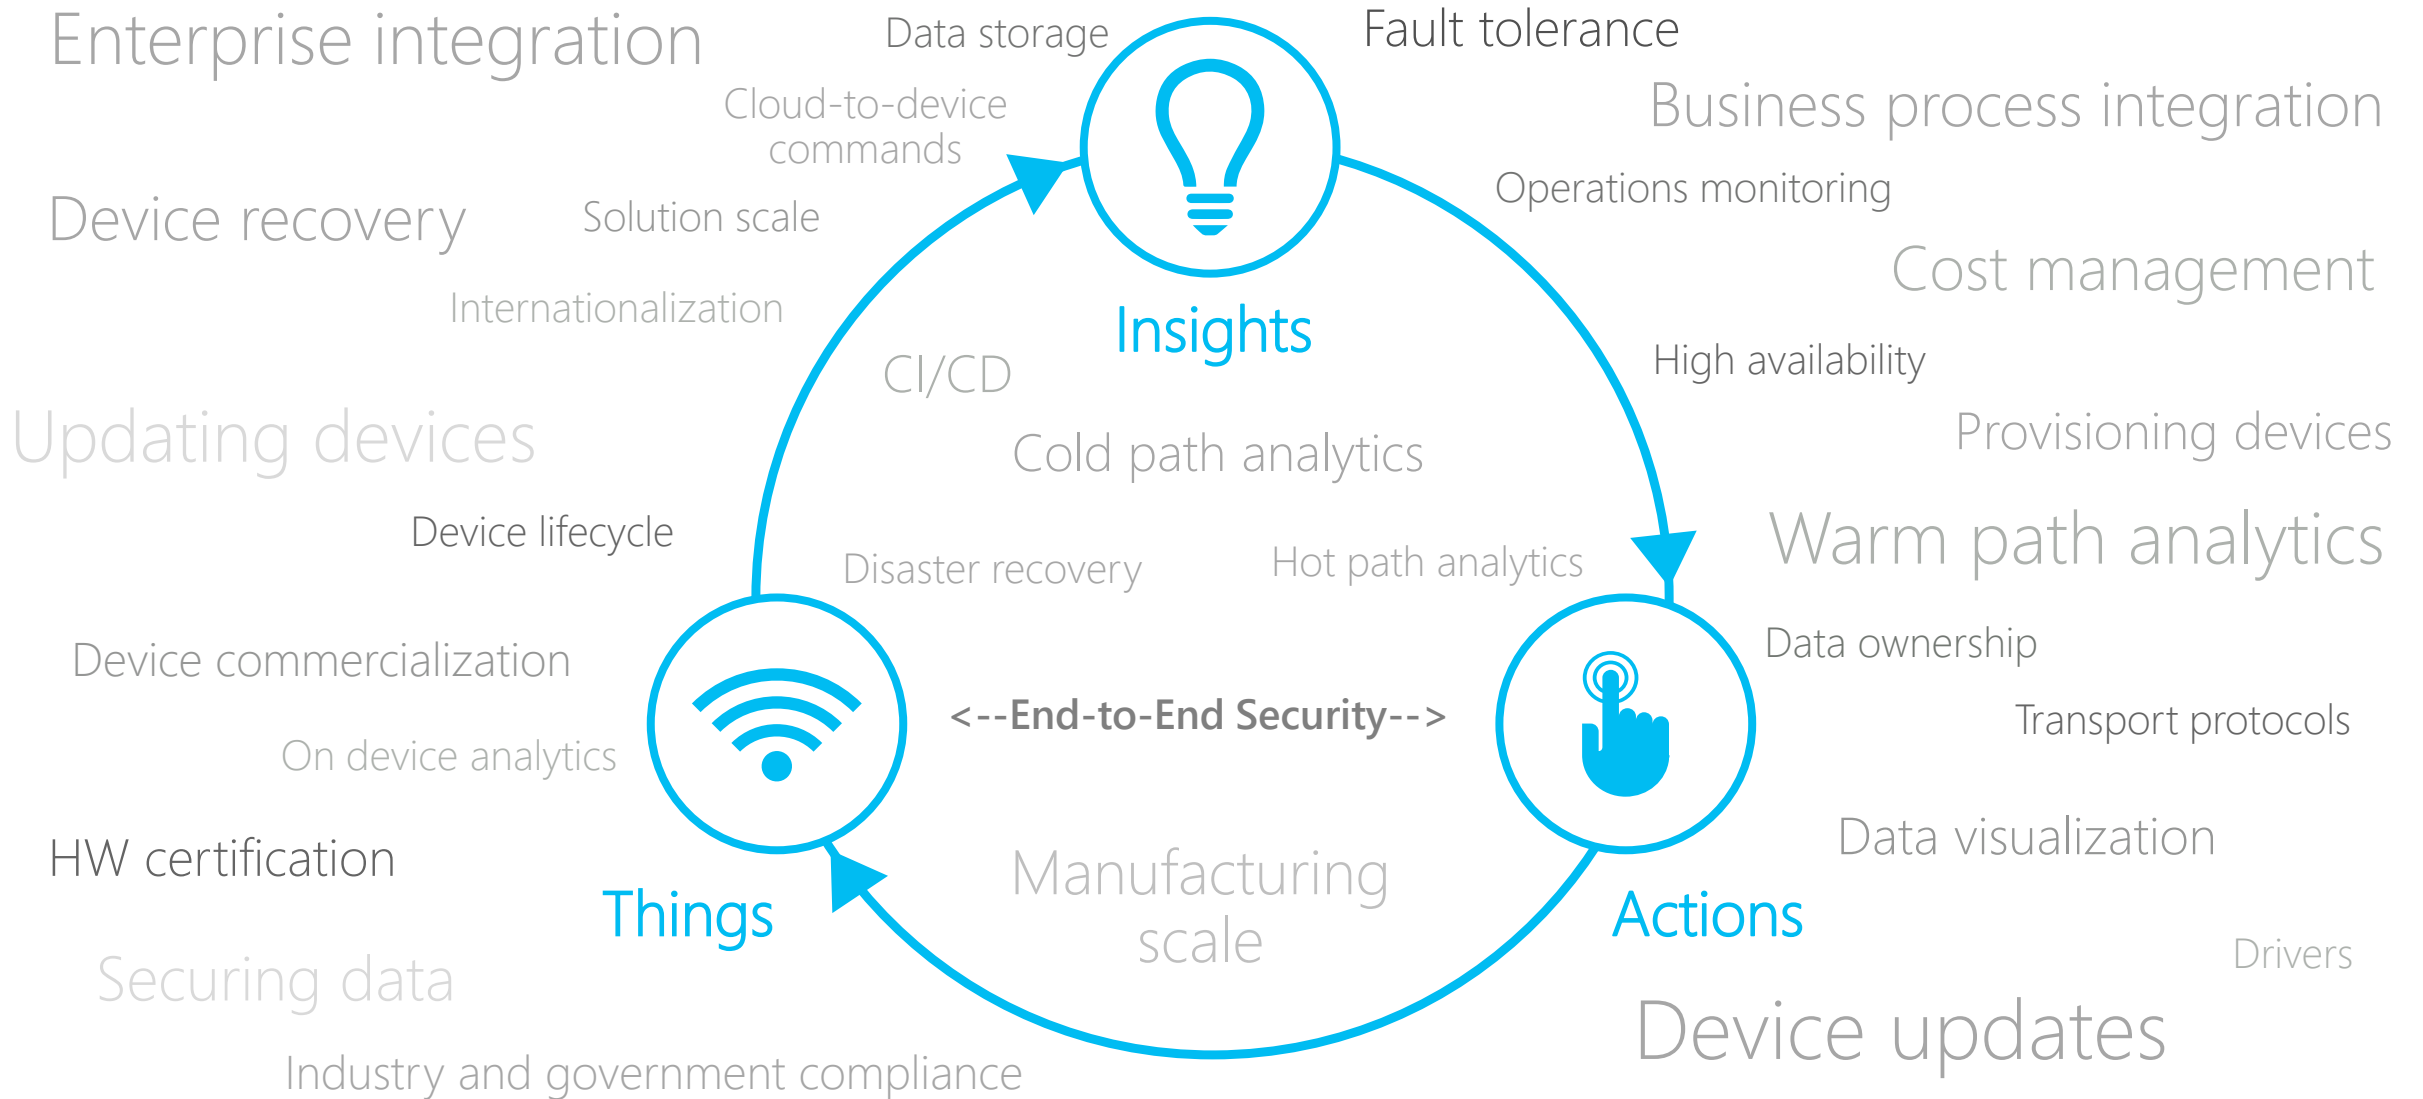 Enterprise integration
Data storage
Fault tolerance
Cloud-to-device
commands
Business process integration
Device recovery
Solution scale
Operations monitoring
Internationalization
Cost management
Insights
CI/CD
High availability
Updating devices
Cold path analytics
Provisioning devices
Device lifecycle
Disaster recovery
Hot path analytics
Warm path analytics
Device commercialization
Data ownership
<--End-to-End Security-->
Transport protocols
On device analytics
HW certification
Manufacturing
scale
Data visualization
Things
Actions
Securing data
Drivers
Device updates
Industry and government compliance